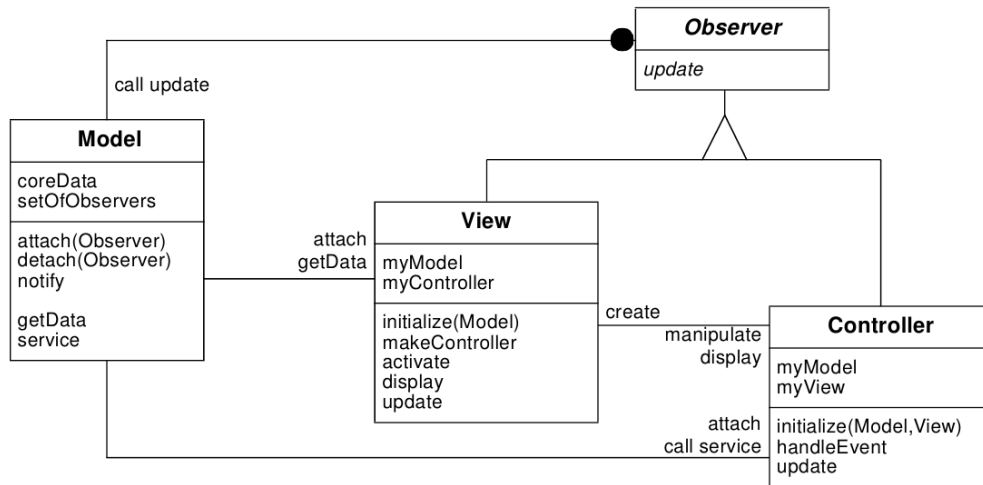 Observer
update
call update
Model
coreData
setOfObservers
attach(Observer)
detach(Observer)
notify
getData
service
attach
getData
View
myModel
myController
initialize(Model)
makeController
activate
display
update
create
manipulate
display
Controller
myModel
myView
attach
call service
initialize(Model,View)
handleEvent
update